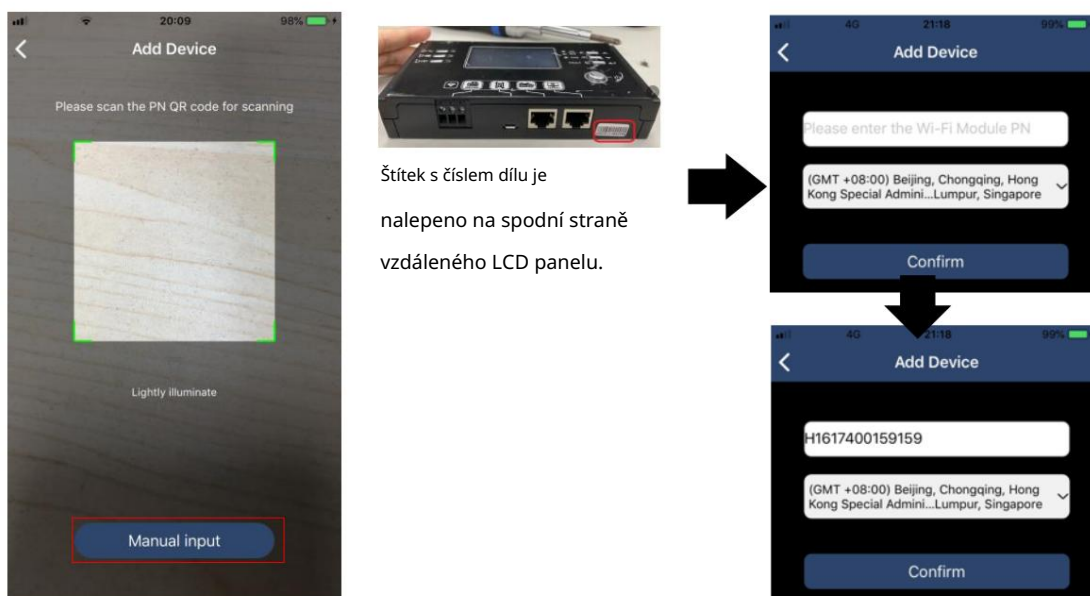 20:09
98%
Add Device
Please scan the PN QR code for scanning
Lightly illuminate
Manual input
Štítek s číslem dílu je
nalepeno na spodní straně
vzdáleného LCD panelu.
4G
21:18
99%
Add Device
Please enter the Wi-Fi Module PN
(GMT +08:00) Beijing, Chongqing, Hong
Kong Special Admini...Lumpur, Singapore
Confirm
4G
21:18
99%
Add Device
H1617400159159
(GMT +08:00) Beijing, Chongqing, Hong
Kong Special Admini...Lumpur, Singapore
Confirm